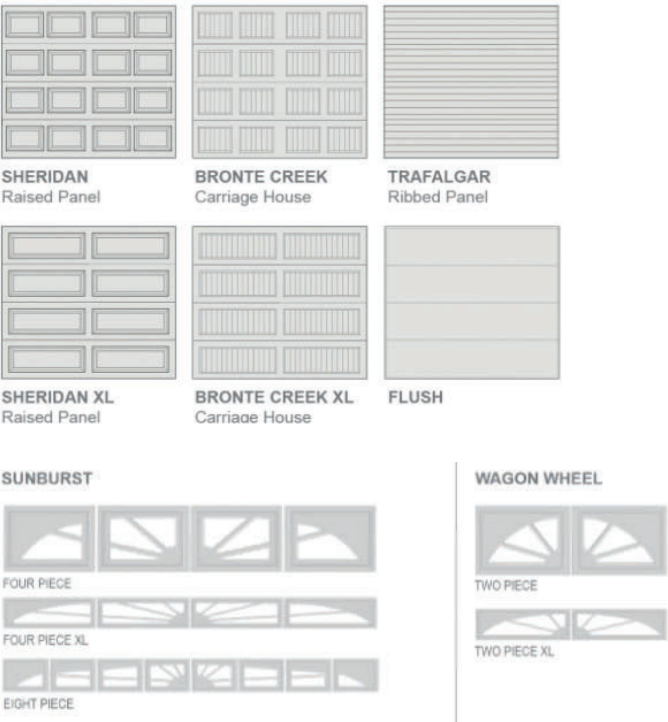 SHERIDAN
Raised Panel
BRONTE CREEK
Carriage House
TRAFALGAR
Ribbed Panel
SHERIDAN XL
Raised Panel
BRONTE CREEK XL
Carriage House
FLUSH
SUNBURST
FOUR PIECE
FOUR PIECE XL
EIGHT PIECE
WAGON WHEEL
TWO PIECE
TWO PIECE XL